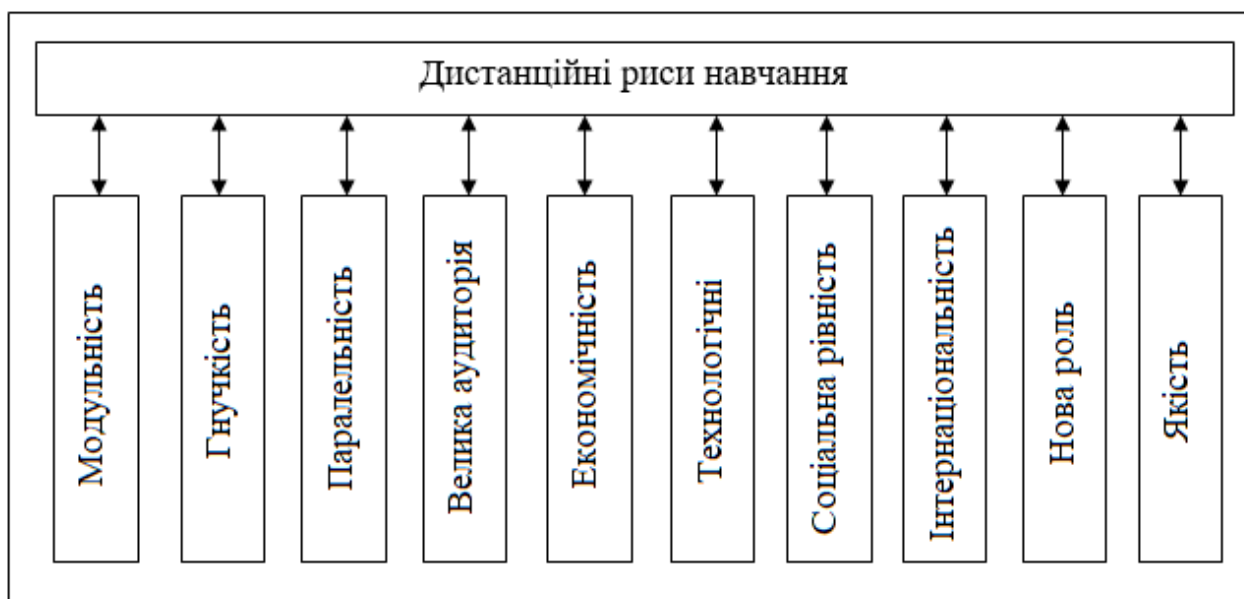 Дистанційні риси навчання
Модульність
Гнучкість
Паралельність
Велика аудиторія
Економічність
Технологічні
Соціальна рівність
Інтернаціональність
Нова роль
Якість